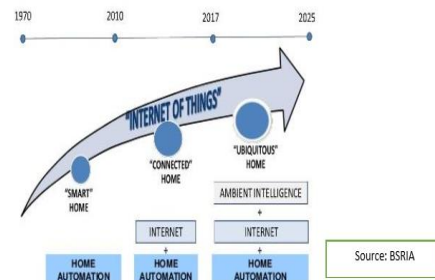 1970 2010 2017 2025
"INTERNET OF THINGS"
"SMART"
HOME
"CONNECTED"
HOME
"UBIQUITOUS"
HOME
AMBIENT INTELLIGENCE
+
INTERNET
+
INTERNET
+
HOME
AUTOMATION
HOME
AUTOMATION
HOME
AUTOMATION
Source: BSRIA